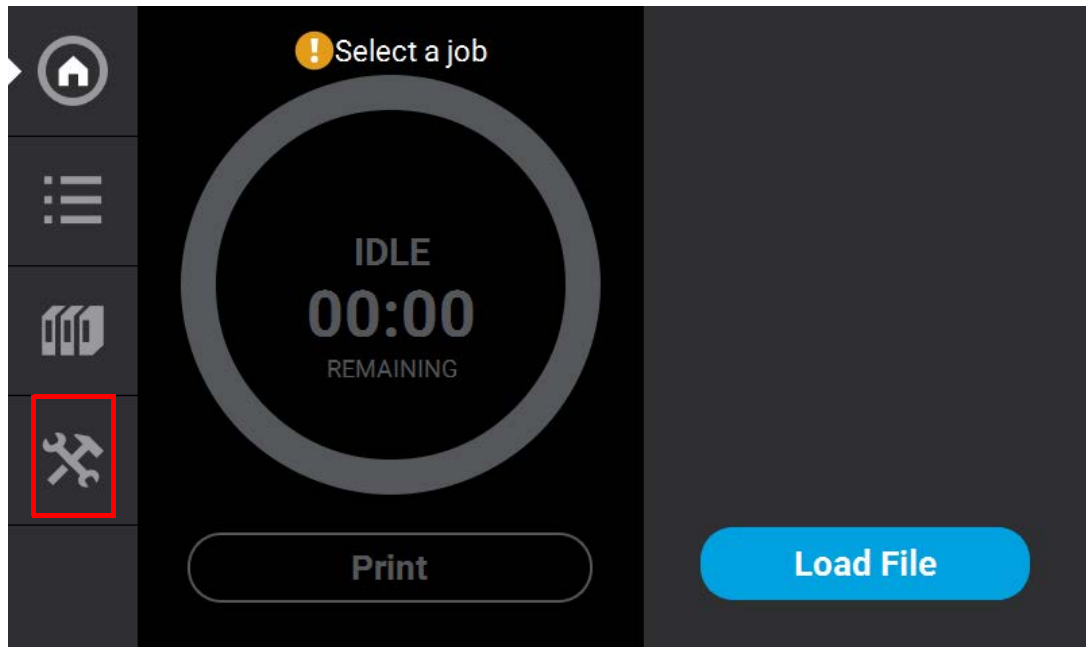 Select a job
IDLE
00:00
REMAINING
Print
Load File